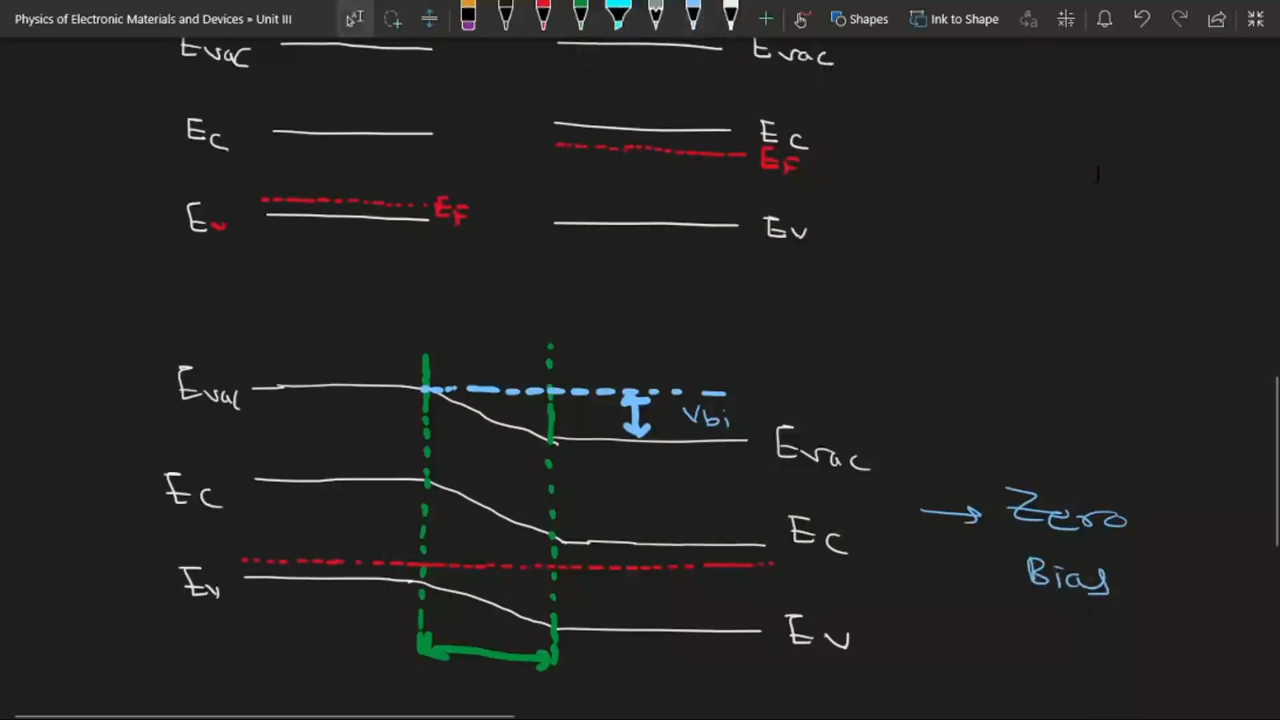 Physics of Electronic Materials and Devices » Unit III
Shapes
Ink to Shape
Evac
Evac
Ec
Ec
EF
Ev
EF
Ev
Evac
Vbi
Evac
Ec
Ec
→ Zero
Bias
Ev
Ev